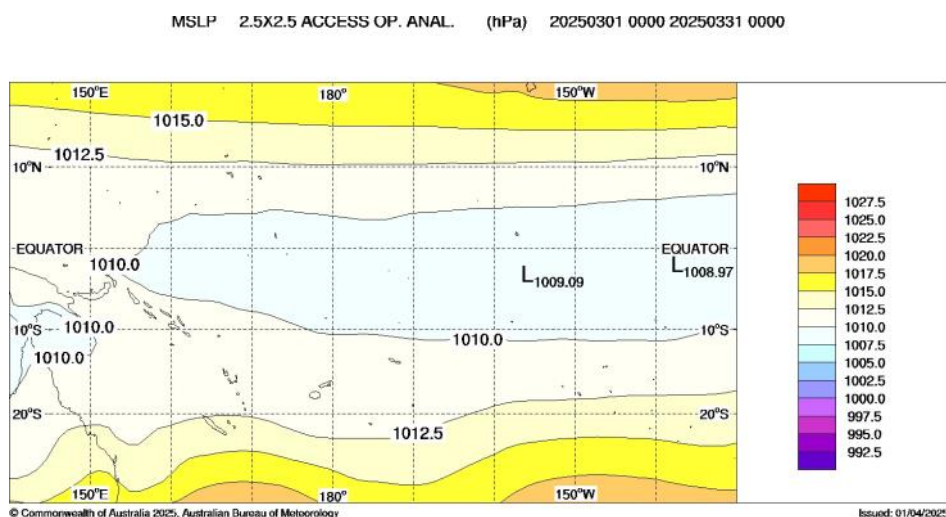 MSLP 2.5X2.5 ACCESS OP. ANAL. (hPa) 20250301 0000 20250331 0000
150°E 180° 150°W
1015.0
1012.5
10°N 10°N
EQUATOR EQUATOR
1010.0
L1009.09 L1008.97
1010.0
10°S 10°S
1010.0
1010.0
20°S 20°S
1012.5
150°E 180° 150°W
1027.5
1025.0
1022.5
1020.0
1017.5
1015.0
1012.5
1010.0
1007.5
1005.0
1002.5
1000.0
997.5
995.0
992.5
© Commonwealth of Australia 2025, Australian Bureau of Meteorology Issued: 01/04/2025